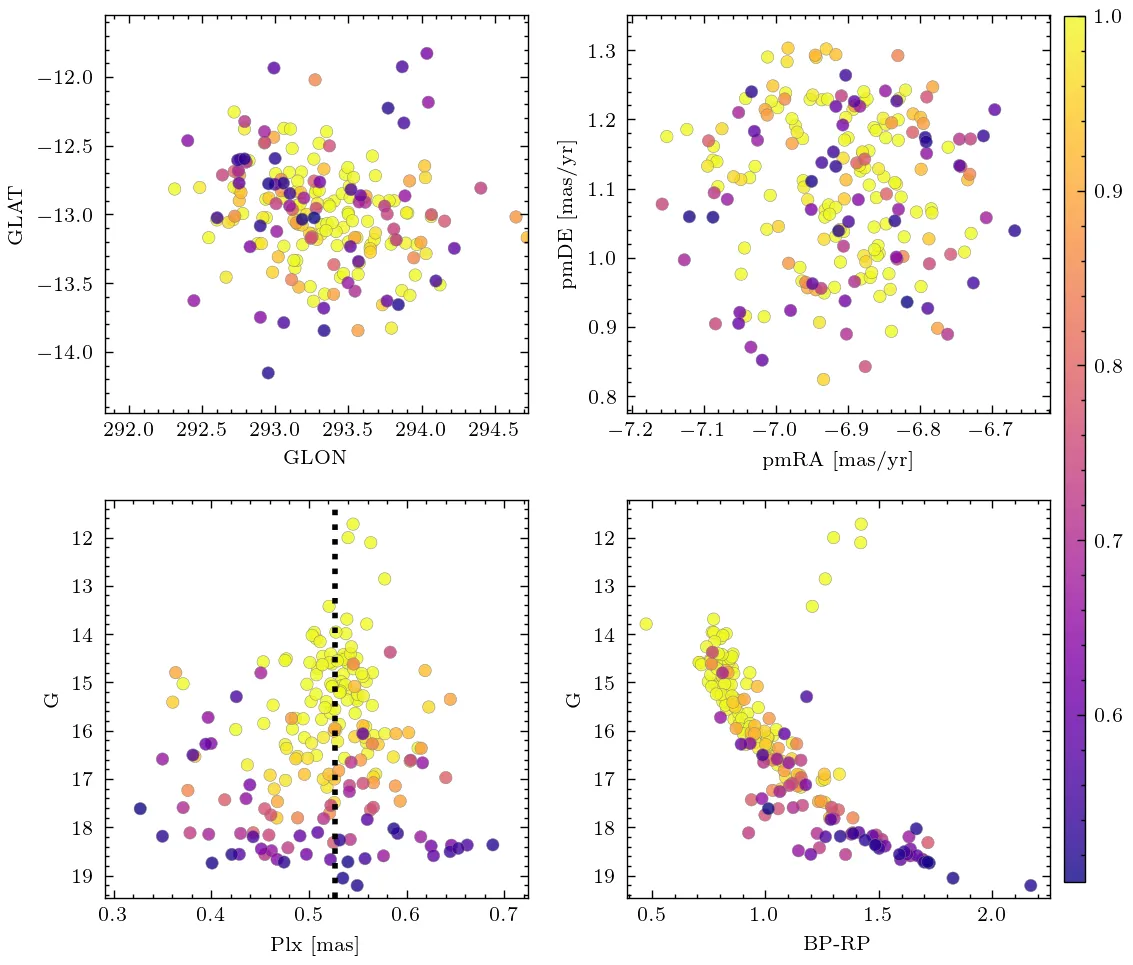 −12.0
−12.5
−13.0
−13.5
−14.0
GLAT
292.0 292.5 293.0 293.5 294.0 294.5
GLON
1.3
1.2
1.1
1.0
0.9
0.8
pmDE [mas/yr]
−7.2 −7.1 −7.0 −6.9 −6.8 −6.7
pmRA [mas/yr]
1.0
0.9
0.8
0.7
0.6
12
13
14
15
16
17
18
19
G
0.3 0.4 0.5 0.6 0.7
Plx [mas]
12
13
14
15
16
17
18
19
G
0.5 1.0 1.5 2.0
BP-RP